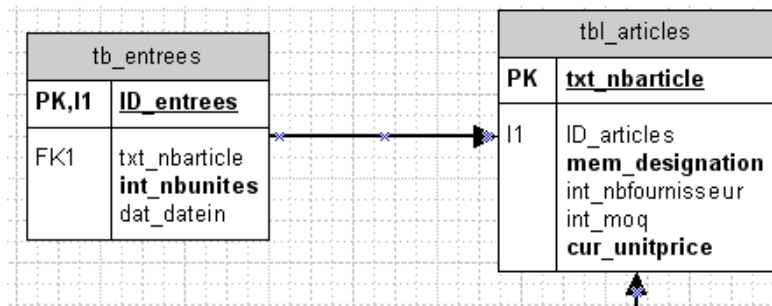 tb_entrees
PK,I1 ID_entrees
FK1 txt_nbarticle
int_nbunites
dat_datein
tbl_articles
PK txt_nbarticle
I1 ID_articles
mem_designation
int_nbfournisseur
int_moq
cur_unitprice